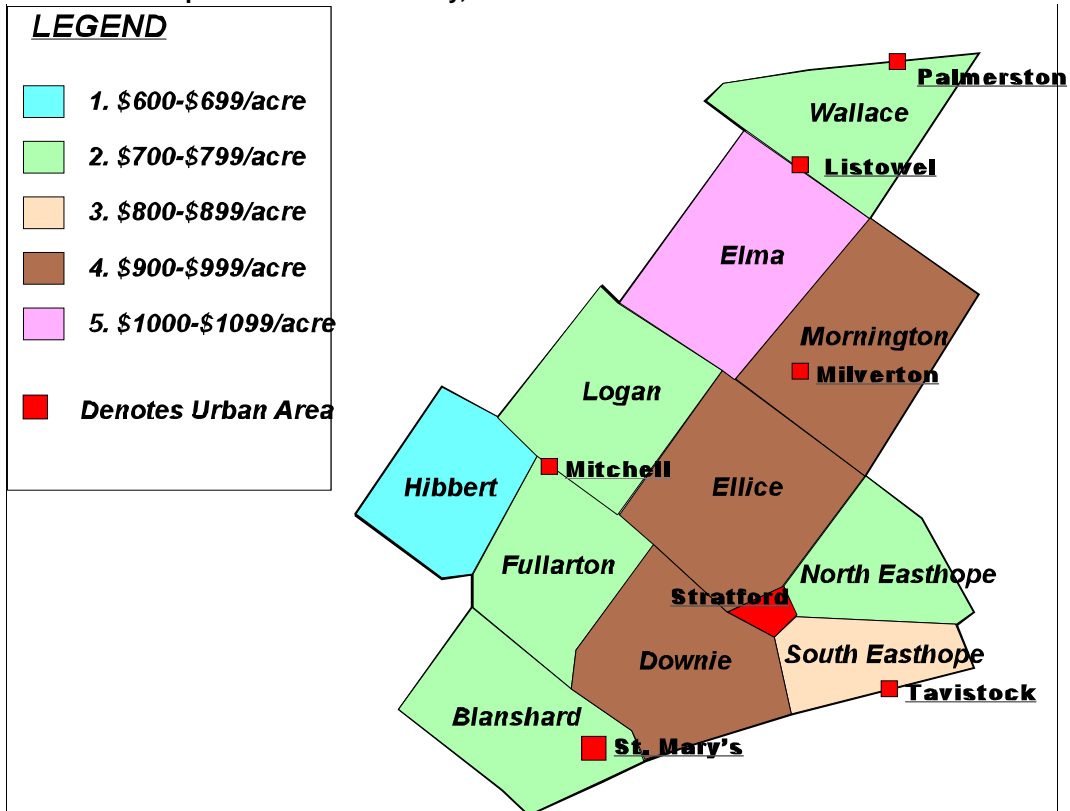 LEGEND
1. $600-$699/acre
2. $700-$799/acre
3. $800-$899/acre
4. $900-$999/acre
5. $1000-$1099/acre
Denotes Urban Area
Palmerston
Wallace
Listowel
Elma
Mornington
Milverton
Logan
Mitchell
Hibbert
Ellice
Fullarton
North Easthope
Stratford
South Easthope
Downie
Tavistock
Blanshard
St. Mary's